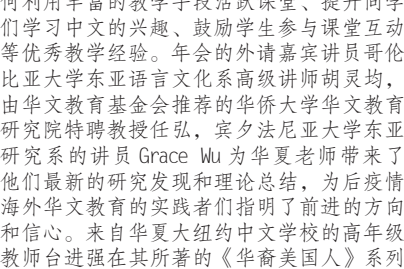 何利用丰富的教学手段活跃课堂、提升同学
们学习中文的兴趣、鼓励学生参与课堂互动
等优秀教学经验。年会的外请嘉宾讲员哥伦
比亚大学东亚语言文化系高级讲师胡灵均，
由华文教育基金会推荐的华侨大学华文教育
研究院特聘教授任弘，宾夕法尼亚大学东亚
研究系的讲员 Grace Wu 为华夏老师带来了
他们最新的研究发现和理论总结，为后疫情
海外华文教育的实践者们指明了前进的方向
和信心。来自华夏大纽约中文学校的高年级
教师台进强在其所著的《华裔美国人》系列